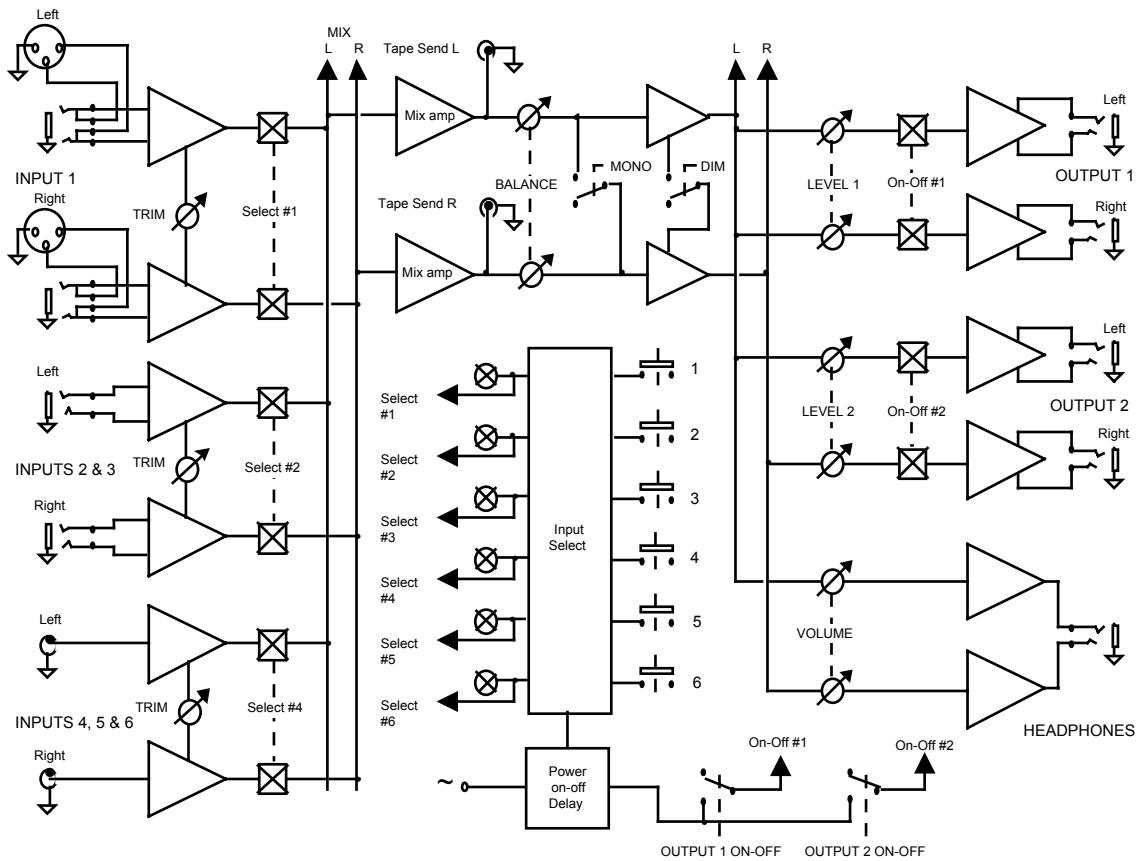 Left
INPUT 1
Right
TRIM
Select #1
Left
INPUTS 2 & 3
Right
TRIM
Select #2
Left
INPUTS 4, 5 & 6
Right
TRIM
Select #4
MIX
L R
Tape Send L
Mix amp
BALANCE
Tape Send R
Mix amp
MONO
DIM
L R
LEVEL 1
On-Off #1
Left
OUTPUT 1
Right
LEVEL 2
On-Off #2
Left
OUTPUT 2
Right
VOLUME
HEADPHONES
Select
#1
Select
#2
Select
#3
Select
#4
Select
#5
Select
#6
Input
Select
1
2
3
4
5
6
~
Power
on-off
Delay
On-Off #1
On-Off #2
OUTPUT 1 ON-OFF
OUTPUT 2 ON-OFF